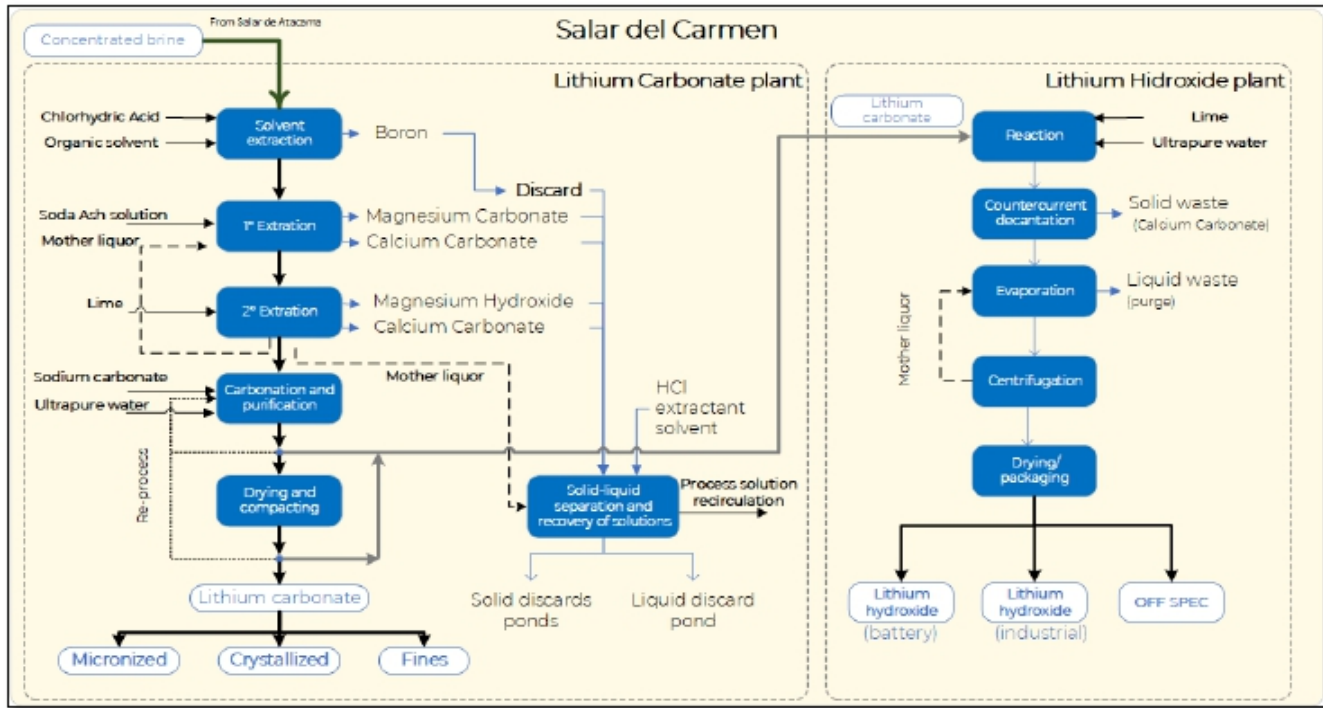 From Salar de Atacama
Salar del Carmen
Concentrated brine
Lithium Carbonate plant
Lithium Hidroxide plant
Chlorhydric Acid
Organic solvent
Solvent
extraction
Boron
Discard
Soda Ash solution
Mother liquor
1° Extration
Magnesium Carbonate
Calcium Carbonate
Lime
2° Extration
Magnesium Hydroxide
Calcium Carbonate
Mother liquor
Sodium carbonate
Ultrapure water
Carbonation and
purification
HCl
extractant
solvent
Re-process
Drying and
compacting
Solid-liquid
separation and
recovery of solutions
Process solution
recirculation
Lithium carbonate
Solid discards
ponds
Liquid discard
pond
Micronized
Crystallized
Fines
Lithium
carbonate
Reaction
Lime
Ultrapure water
Countercurrent
decantation
Solid waste
(Calcium Carbonate)
Evaporation
Liquid waste
(purge)
Mother liquor
Centrifugation
Drying/
packaging
Lithium
hydroxide
(battery)
Lithium
hydroxide
(industrial)
OFF SPEC